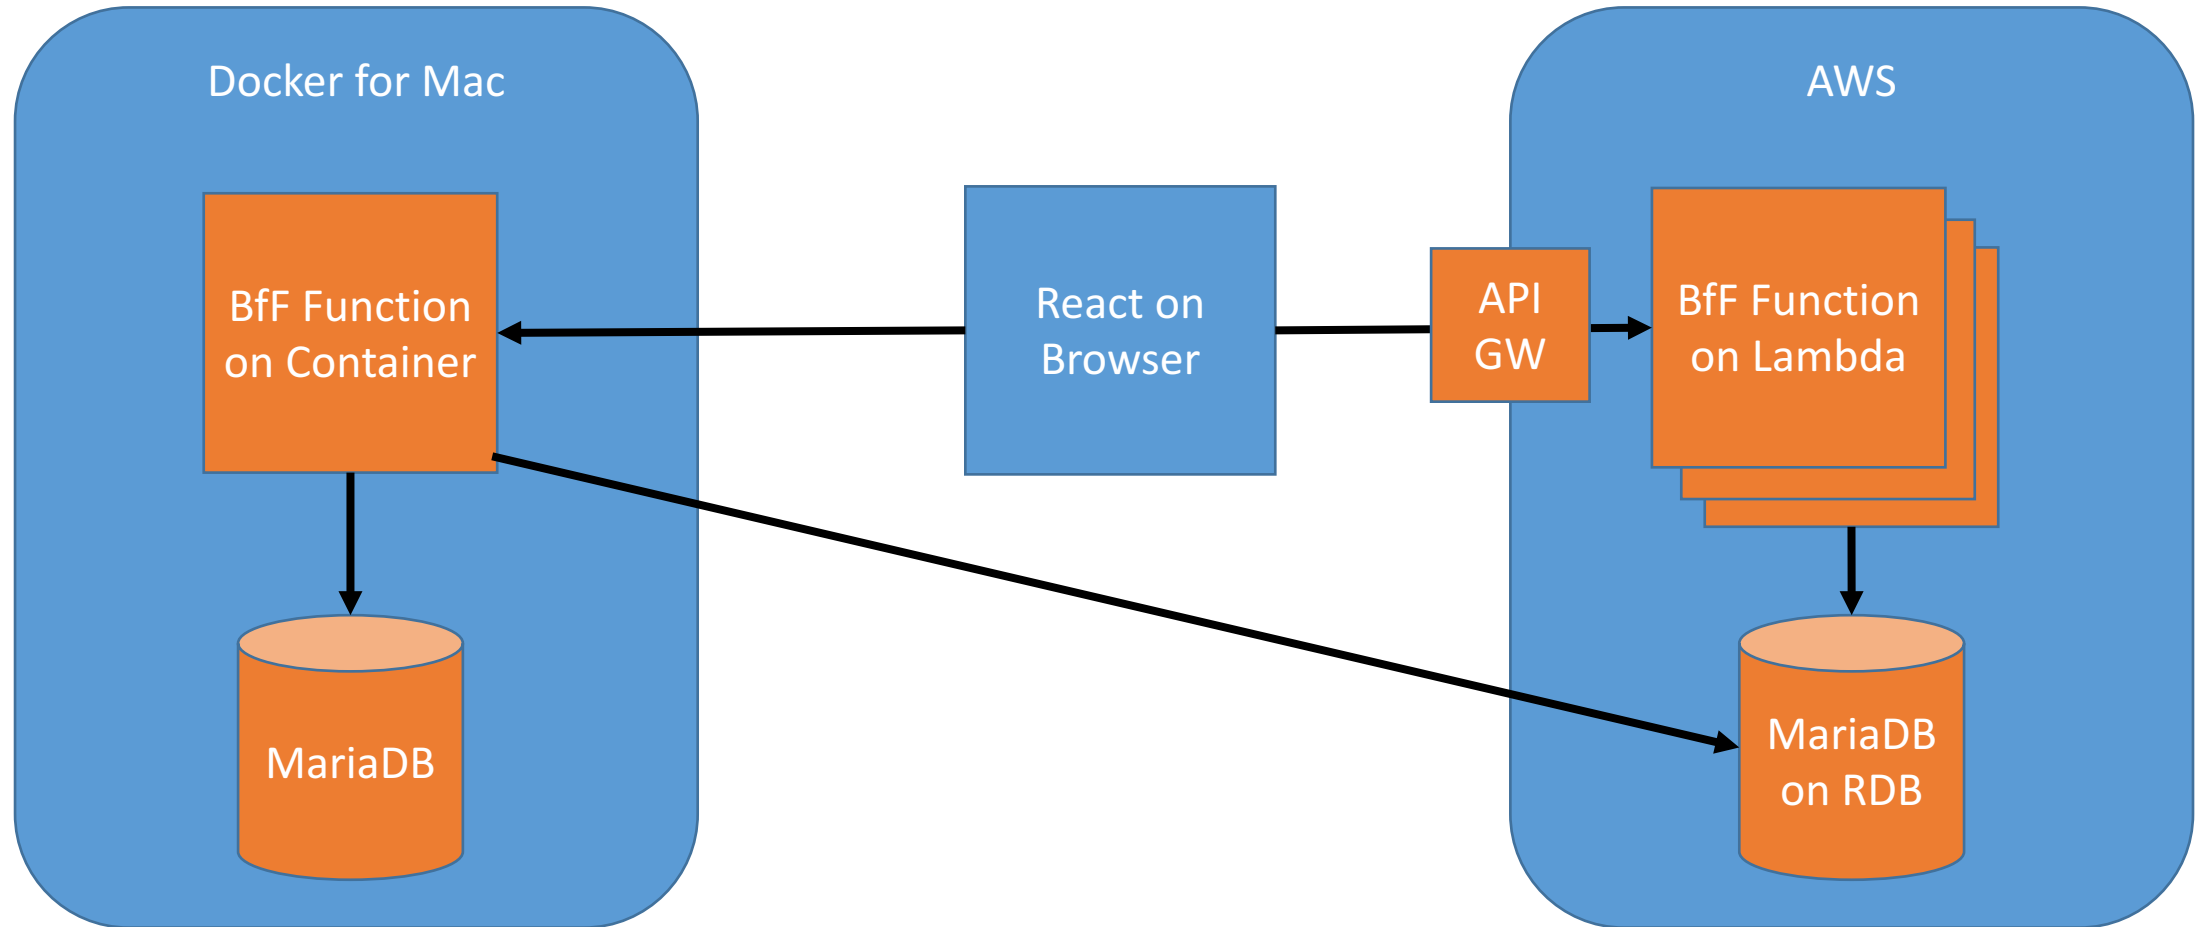 Docker for Mac
AWS
BfF Function
on Container
React on
Browser
API
GW
BfF Function
on Lambda
MariaDB
MariaDB
on RDB